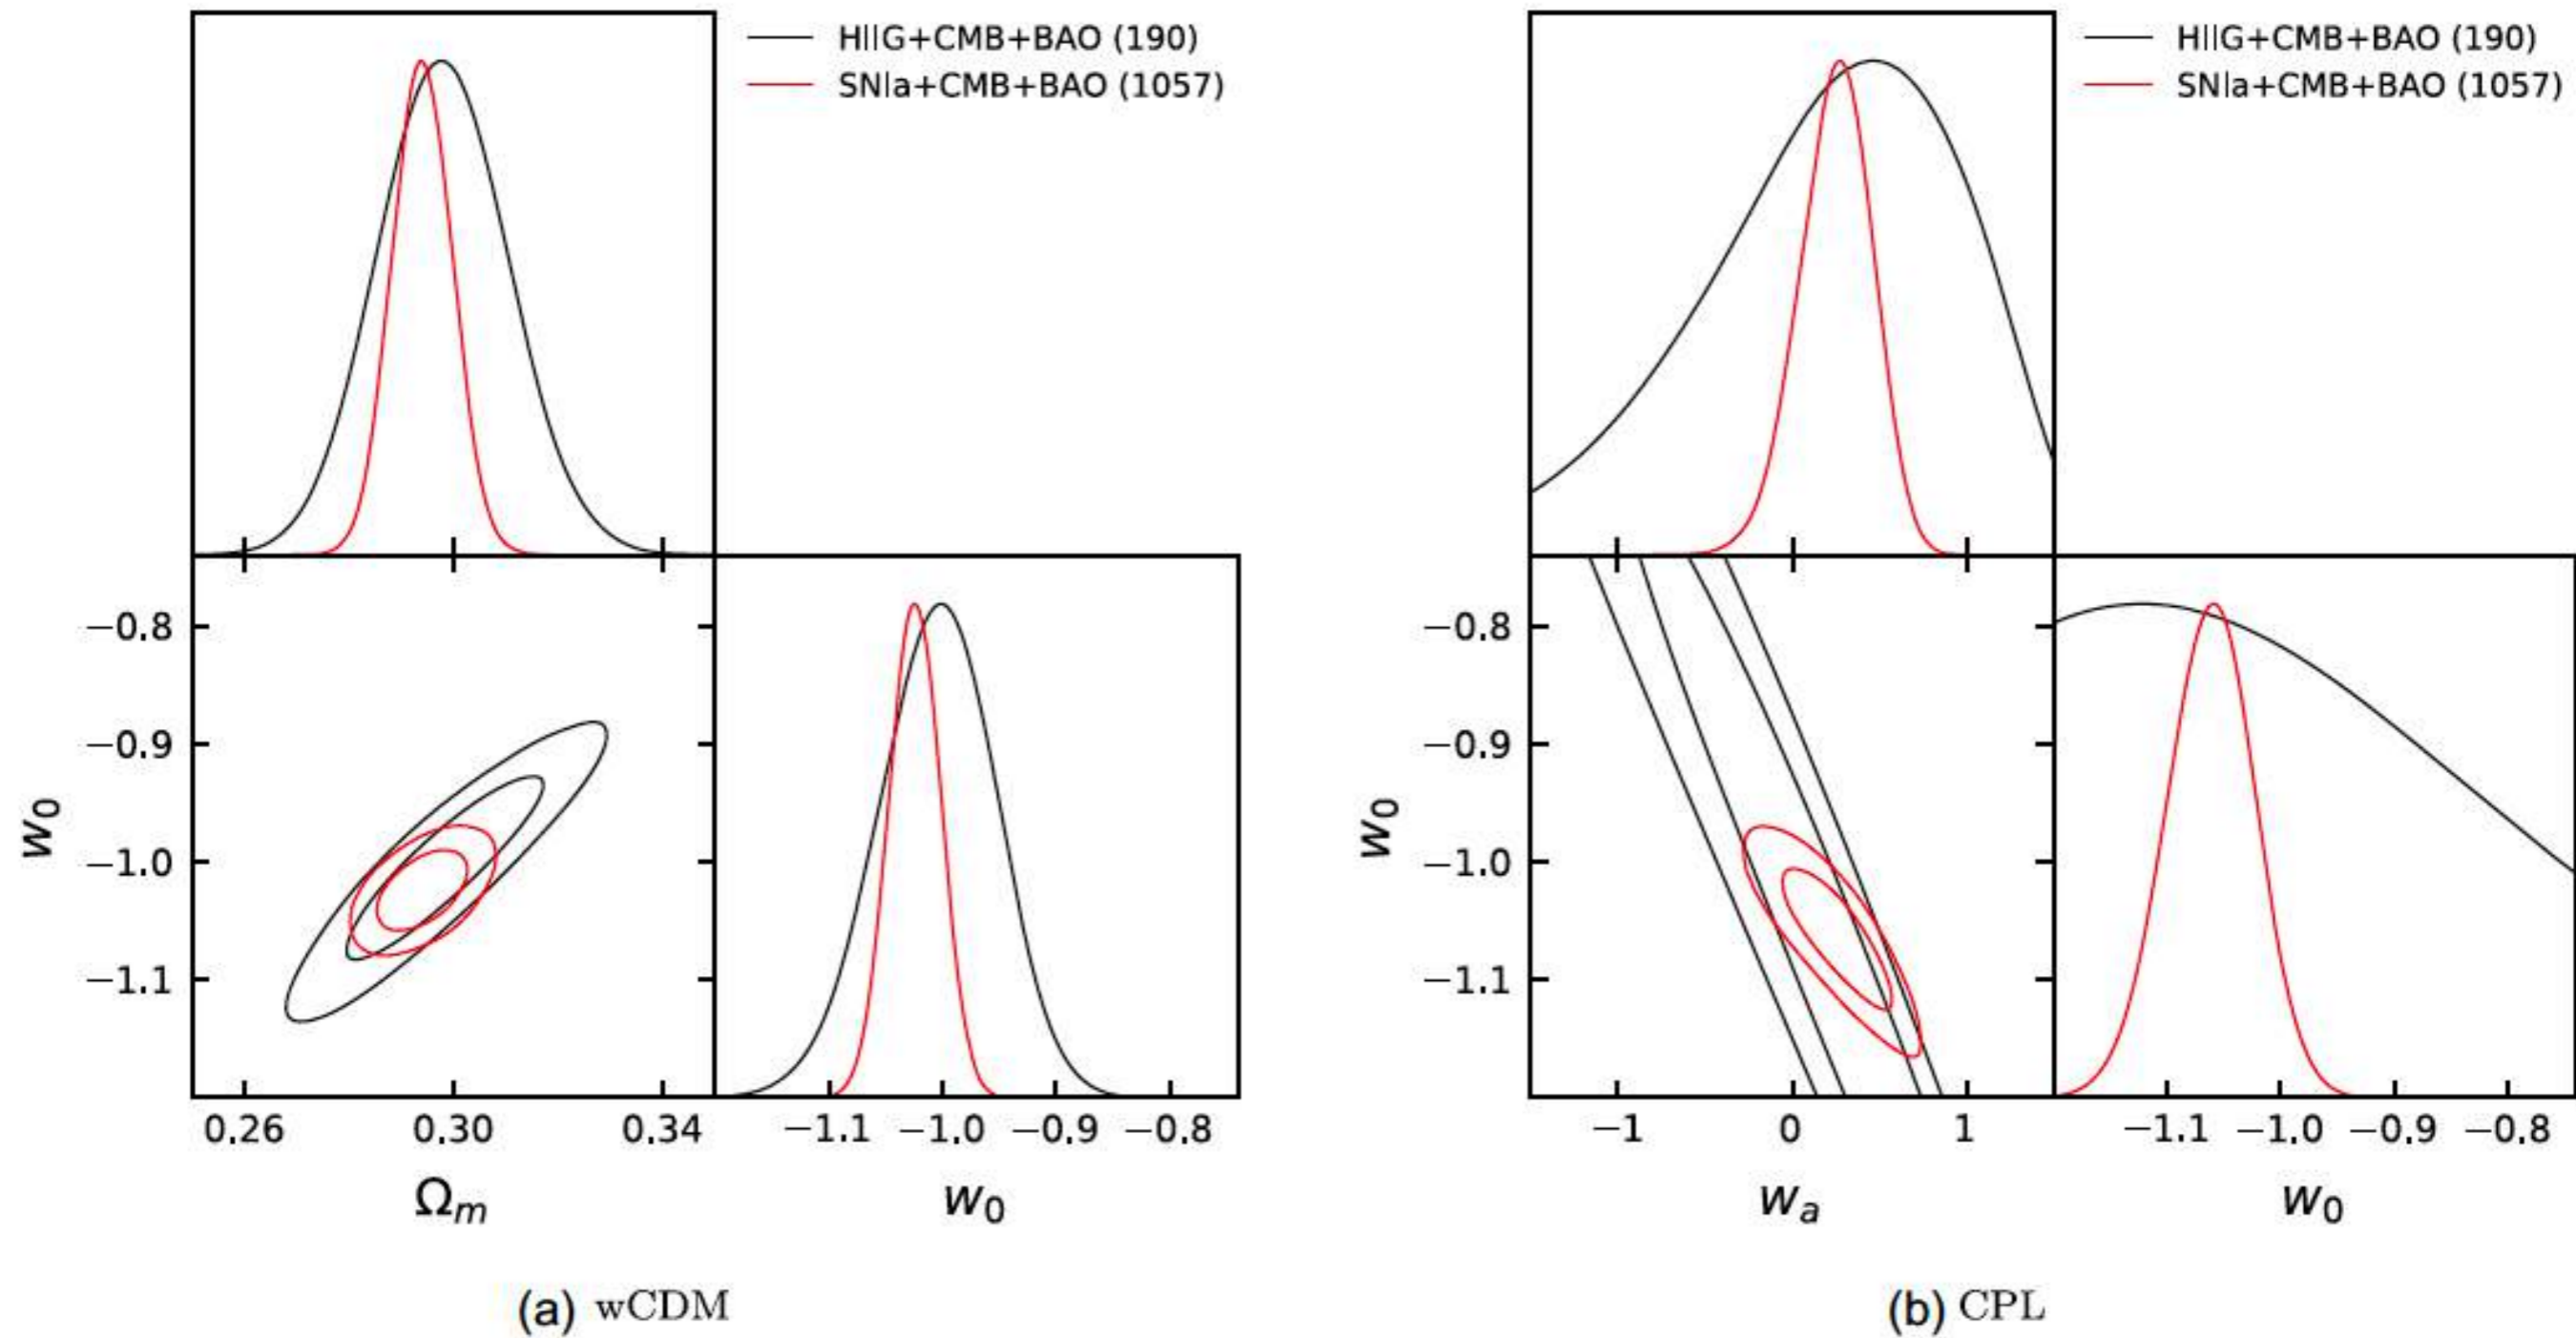 HIIG+CMB+BAO (190)
SNIa+CMB+BAO (1057)
−0.8
−0.9
−1.0
−1.1
w0
0.26 0.30 0.34
−1.1 −1.0 −0.9 −0.8
Ωm
w0
(a) wCDM
HIIG+CMB+BAO (190)
SNIa+CMB+BAO (1057)
−0.8
−0.9
−1.0
−1.1
w0
−1 0 1
−1.1 −1.0 −0.9 −0.8
wa
w0
(b) CPL